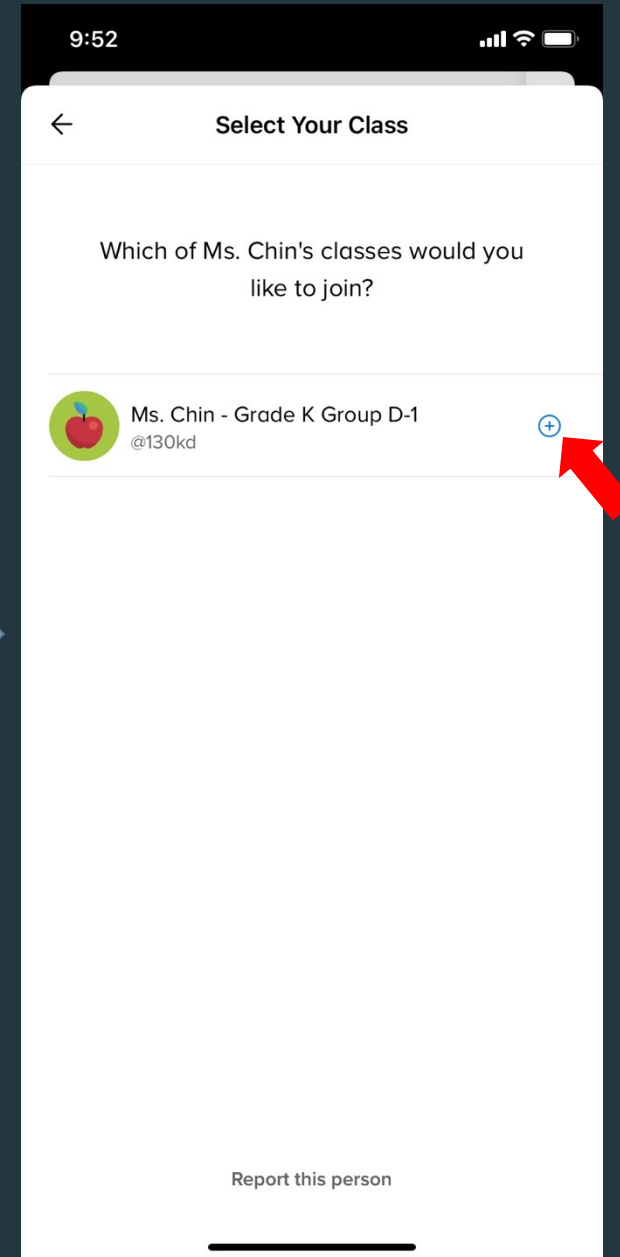 9:52
Select Your Class
Which of Ms. Chin's classes would you
like to join?
Ms. Chin - Grade K Group D-1
@130kd
Report this person